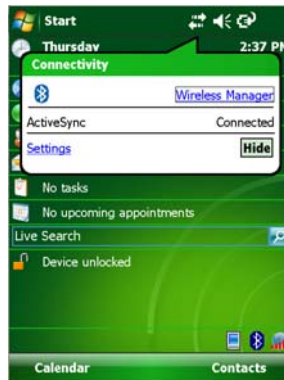 Start
Thursday
2:37 PM
Connectivity
Wireless Manager
ActiveSync Connected
Settings Hide
No tasks
No upcoming appointments
Live Search
Device unlocked
Calendar Contacts